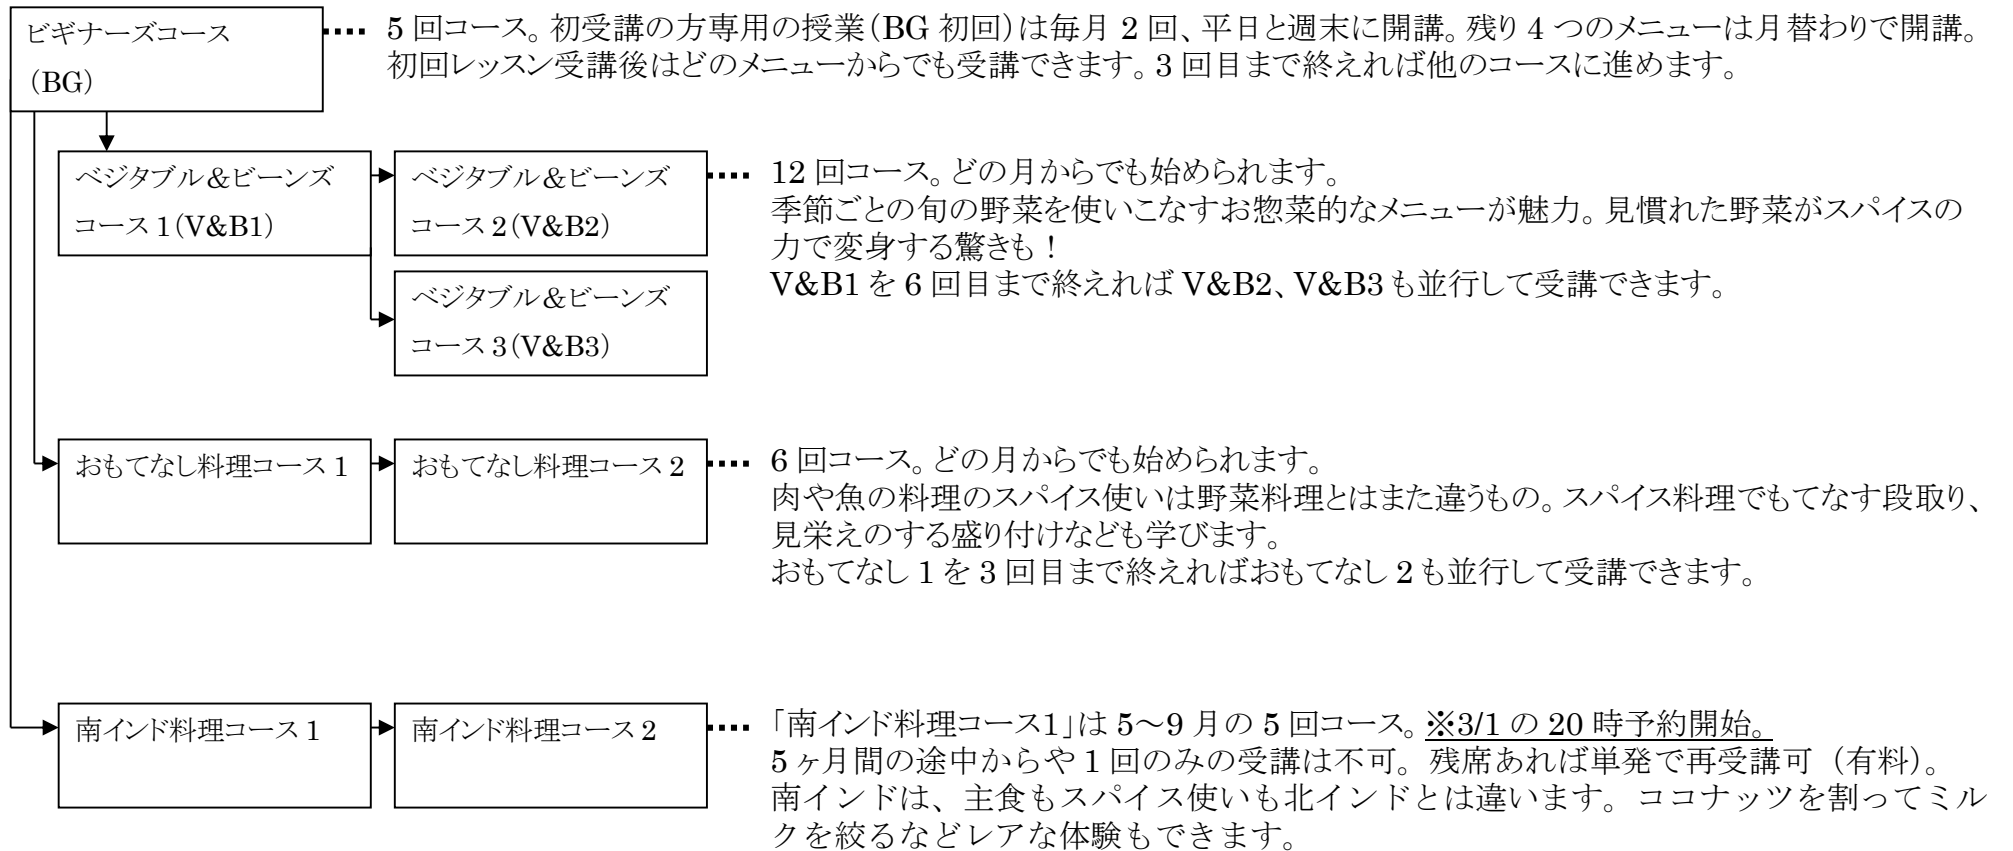 ビギナーズコース
(BG)
5 回コース。初受講の方専用の授業(BG 初回)は毎月 2 回、平日と週末に開講。残り 4 つのメニューは月替わりで開講。
初回レッスン受講後はどのメニューからでも受講できます。3 回目まで終えれば他のコースに進めます。
ベジタブル&ビーンズ
コース 1(V&B1)
ベジタブル&ビーンズ
コース 2(V&B2)
12 回コース。どの月からでも始められます。
季節ごとの旬の野菜を使いこなすお惣菜的なメニューが魅力。見慣れた野菜がスパイスの
力で変身する驚きも!
V&B1 を 6 回目まで終えれば V&B2、V&B3 も並行して受講できます。
ベジタブル&ビーンズ
コース 3(V&B3)
おもてなし料理コース 1
おもてなし料理コース 2
6 回コース。どの月からでも始められます。
肉や魚の料理のスパイス使いは野菜料理とはまた違うもの。スパイス料理でもてなす段取り、
見栄えのする盛り付けなども学びます。
おもてなし 1 を 3 回目まで終えればおもてなし 2 も並行して受講できます。
南インド料理コース 1
南インド料理コース 2
「南インド料理コース1」は 5~9 月の 5 回コース。※3/1 の 20 時予約開始。
5 ヶ月間の途中からや 1 回のみの受講は不可。残席あれば単発で再受講可(有料)。
南インドは、主食もスパイス使いも北インドとは違います。ココナッツを割ってミル
クを絞るなどレアな体験もできます。